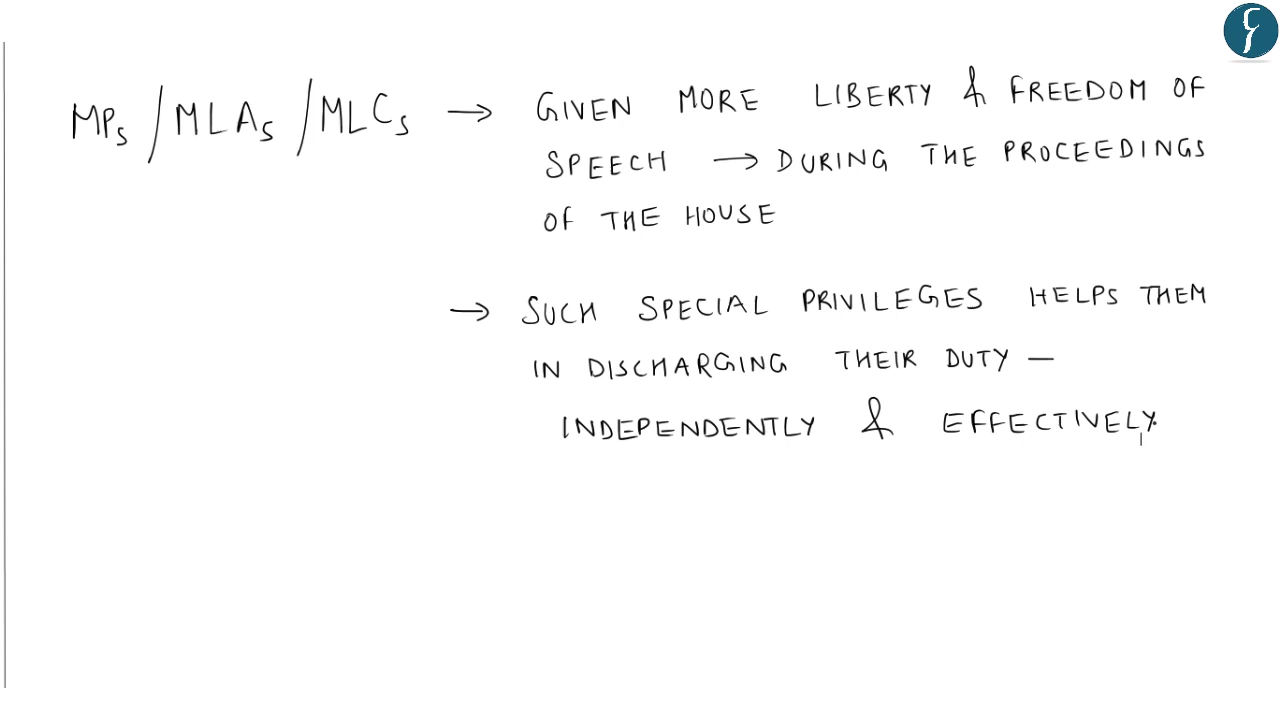 MPs / MLAs / MLCs → GIVEN MORE LIBERTY & FREEDOM OF
SPEECH → DURING THE PROCEEDINGS
OF THE HOUSE
→ SUCH SPECIAL PRIVILEGES HELPS THEM
IN DISCHARGING THEIR DUTY —
INDEPENDENTLY & EFFECTIVELY.